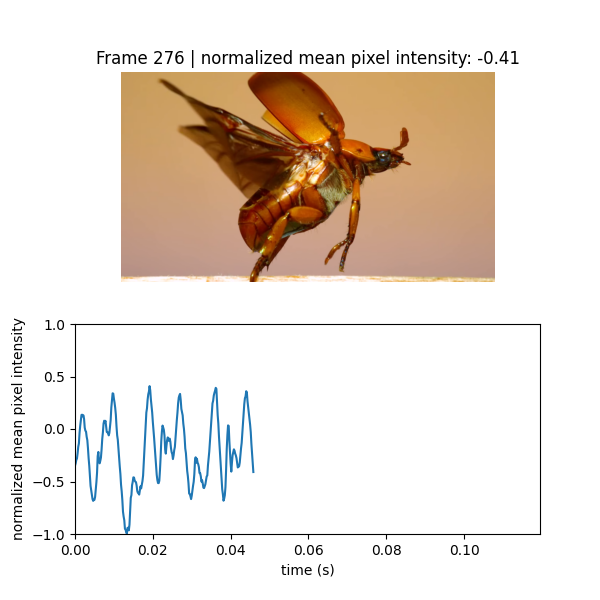 Frame 276 | normalized mean pixel intensity: -0.41
normalized mean pixel intensity
1.0
0.5
0.0
−0.5
−1.0
0.00 0.02 0.04 0.06 0.08 0.10
time (s)